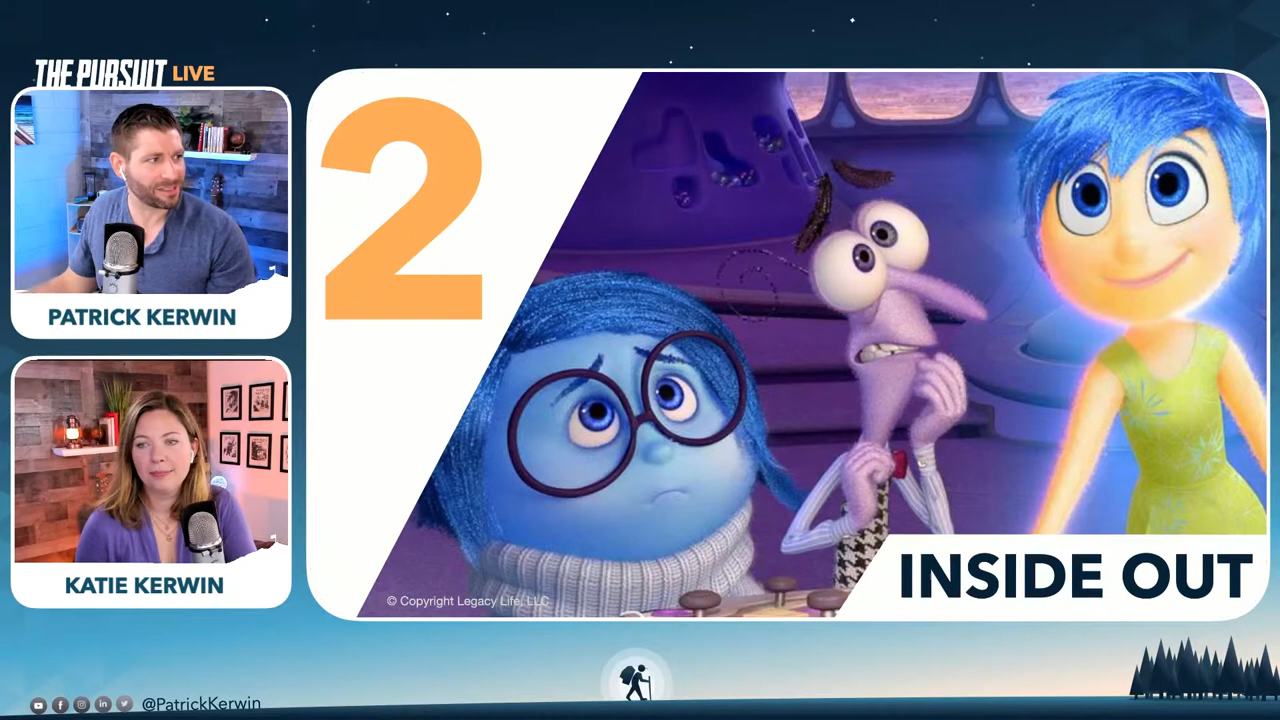 THE PURSUIT LIVE
PATRICK KERWIN
KATIE KERWIN
2
© Copyright Legacy Life, LLC
INSIDE OUT
@PatrickKerwin